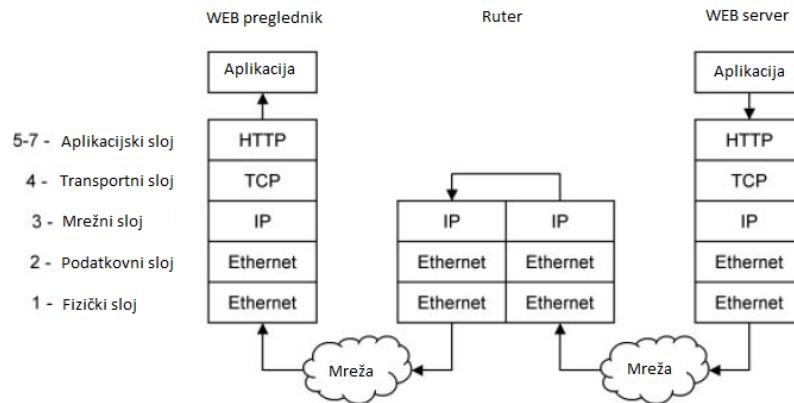 WEB preglednik
Ruter
WEB server
Aplikacija
Aplikacija
5-7 - Aplikacijski sloj
HTTP
HTTP
4 - Transportni sloj
TCP
TCP
3 - Mrežni sloj
IP
IP
IP
IP
2 - Podatkovni sloj
Ethernet
Ethernet
Ethernet
Ethernet
1 - Fizički sloj
Ethernet
Ethernet
Ethernet
Ethernet
Mreža
Mreža